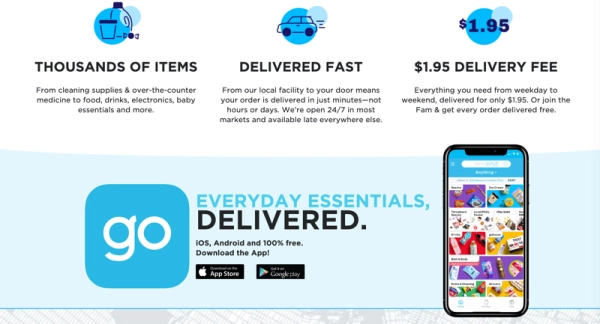 $1.95
THOUSANDS OF ITEMS
From cleaning supplies & over-the-counter
medicine to food, drinks, electronics, baby
essentials and more.
DELIVERED FAST
From our local facility to your door means
your order is delivered in just minutes—not
hours or days. We're open 24/7 in most
markets and available late everywhere else.
$1.95 DELIVERY FEE
Everything you need from weekday to
weekend, delivered for only $1.95. Or join the
Fam & get every order delivered free.
go
EVERYDAY ESSENTIALS,
DELIVERED.
iOS, Android and 100% free.
Download the App!
Download on the
App Store
Get it on
Google play
Snacks
Ice Cream
Drinks